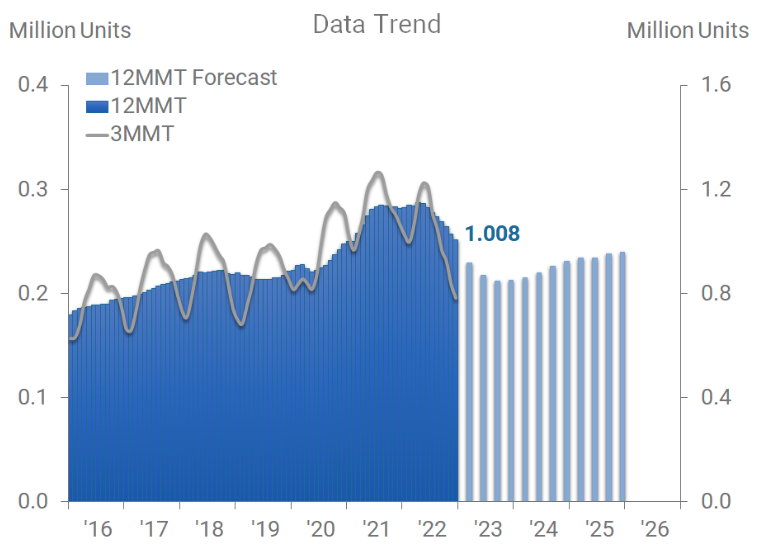 Data Trend
Million Units
Million Units
12MMT Forecast
12MMT
3MMT
0.4
1.6
0.3
1.2
1.008
0.2
0.8
0.1
0.4
0.0
0.0
'16 '17 '18 '19 '20 '21 '22 '23 '24 '25 '26